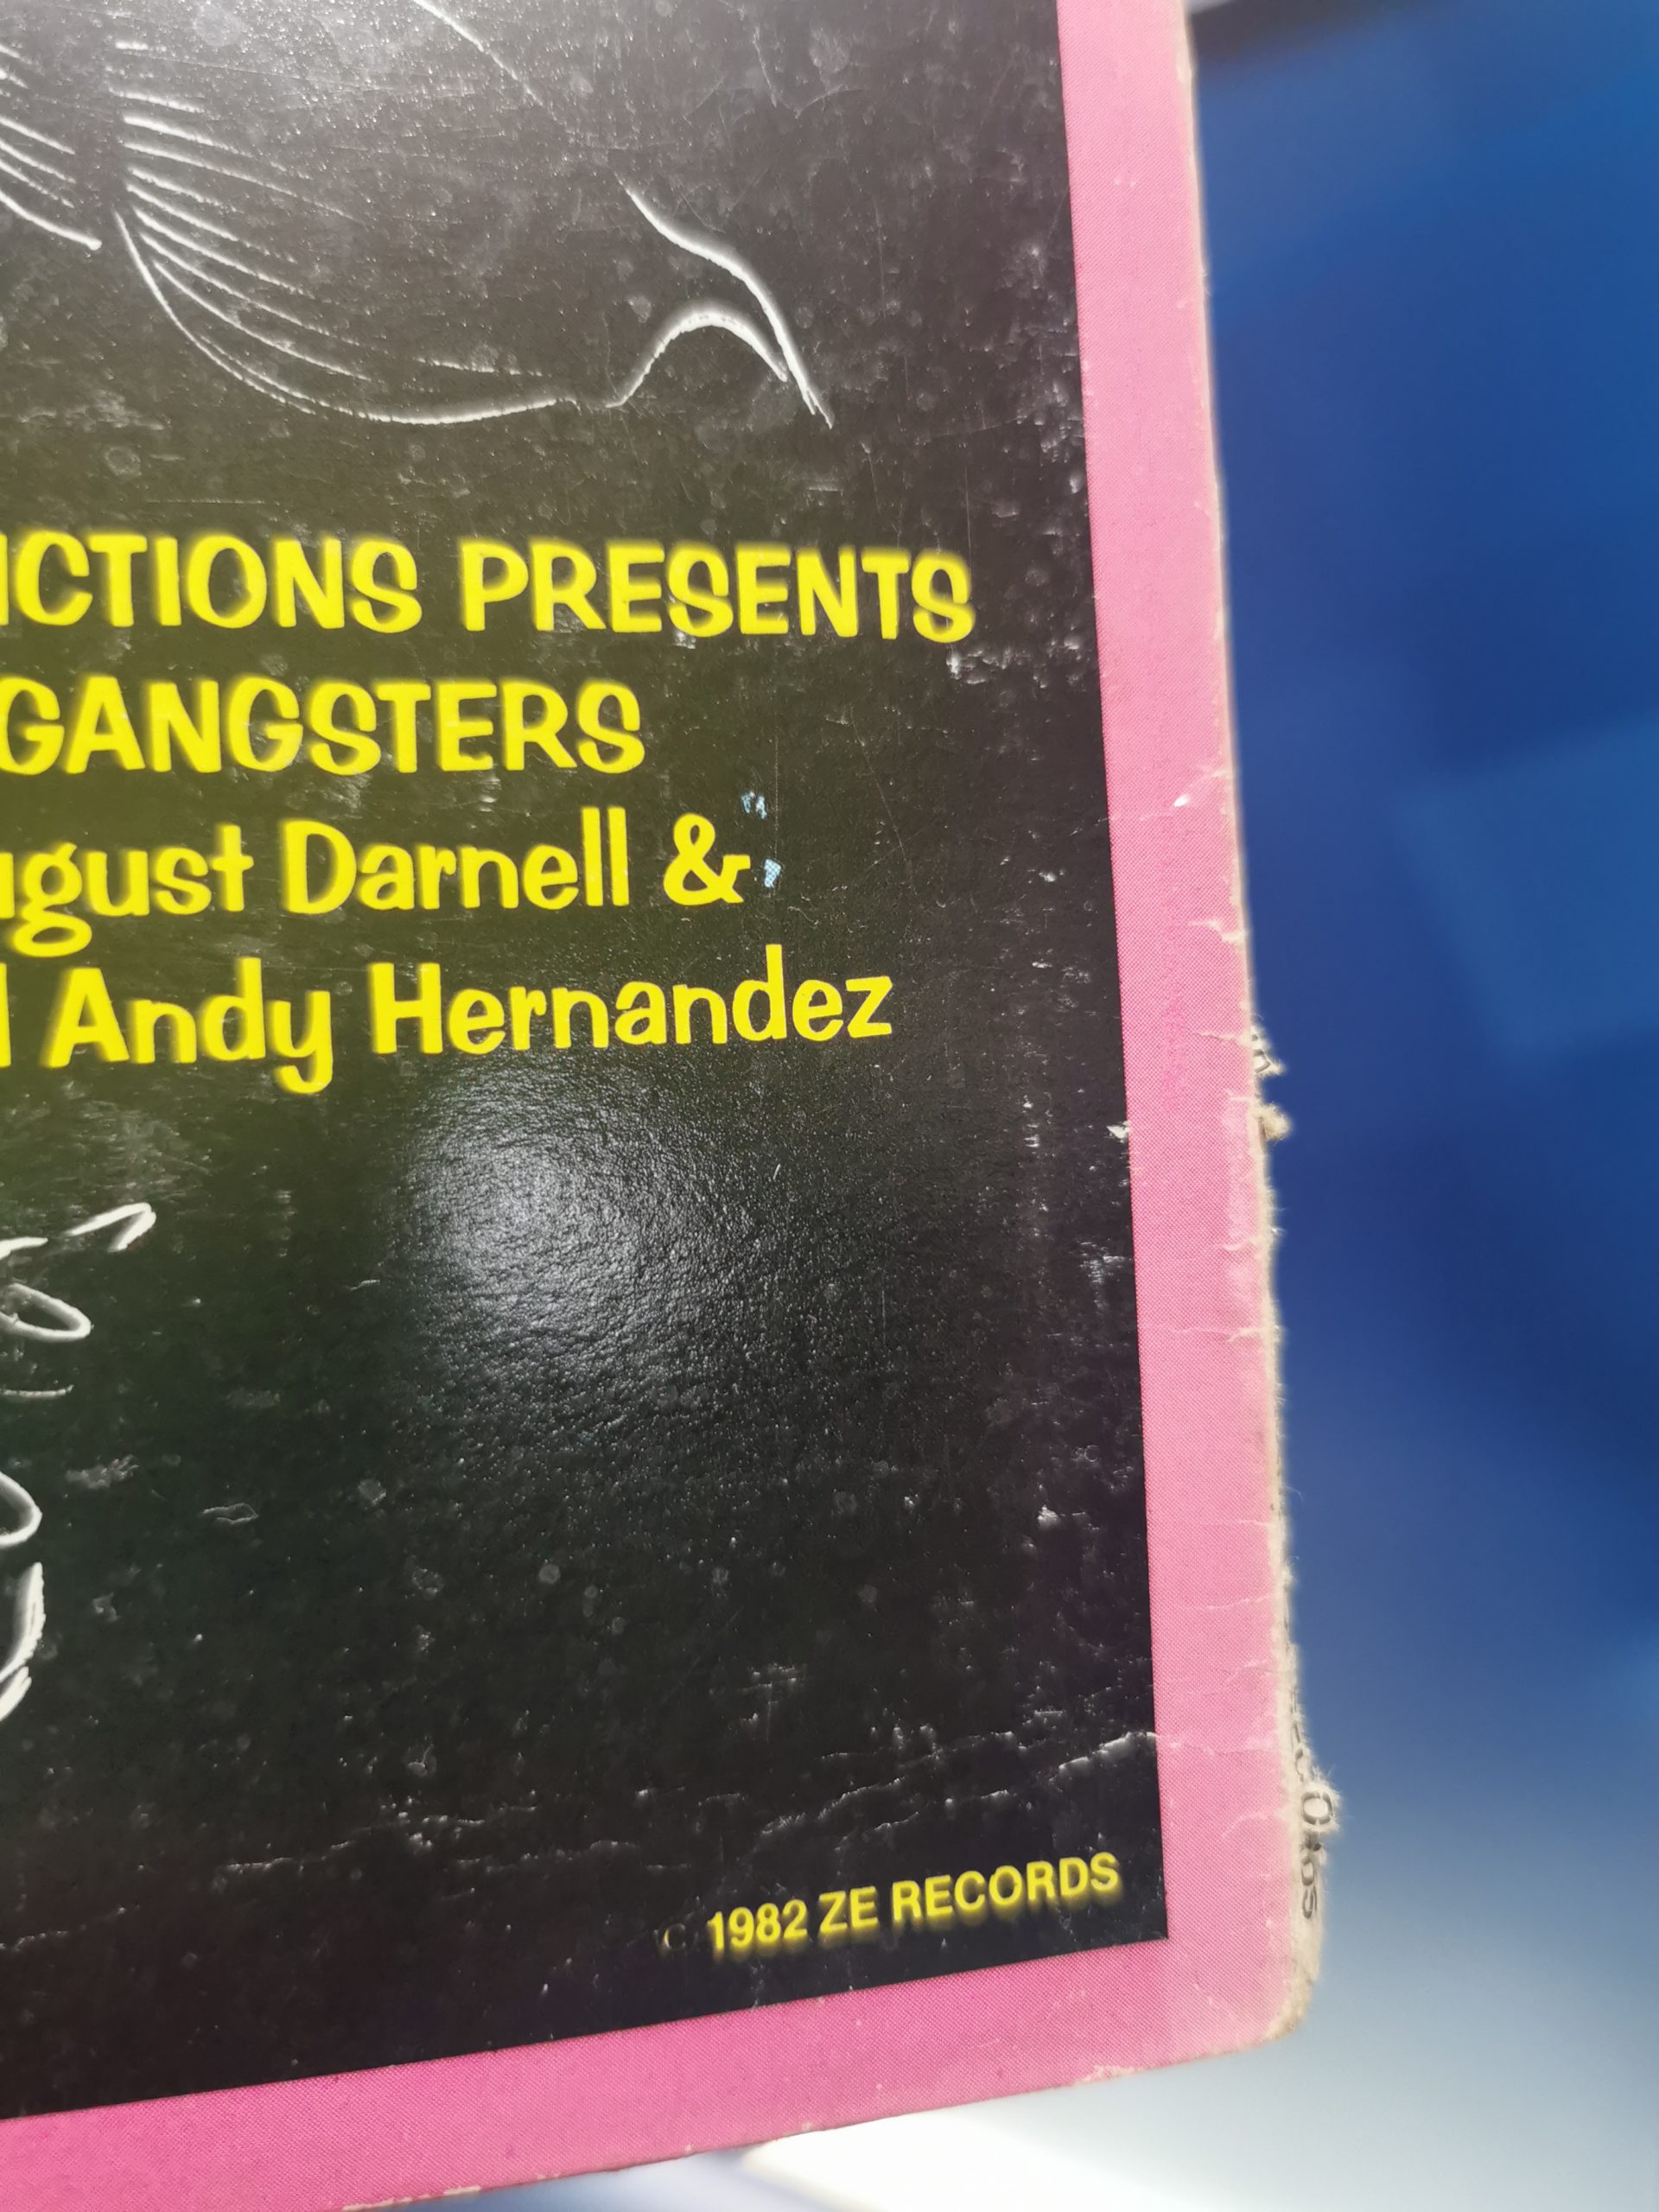 ICTIONS PRESENTS
GANGSTERS
ugust Darnell &
Andy Hernandez
C 1982 ZE RECORDS